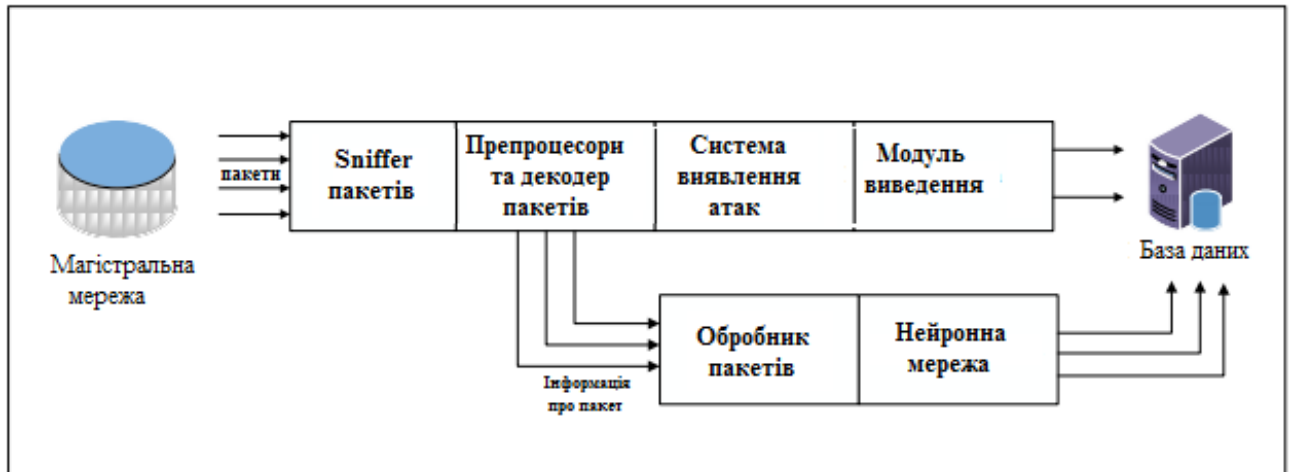 пакети
Sniffer
пакетів
Препроцесори
та декодер
пакетів
Система
виявлення
атак
Модуль
виведення
Магістральна
мережа
База даних
Обробник
пакетів
Нейронна
мережа
Інформація
про пакет